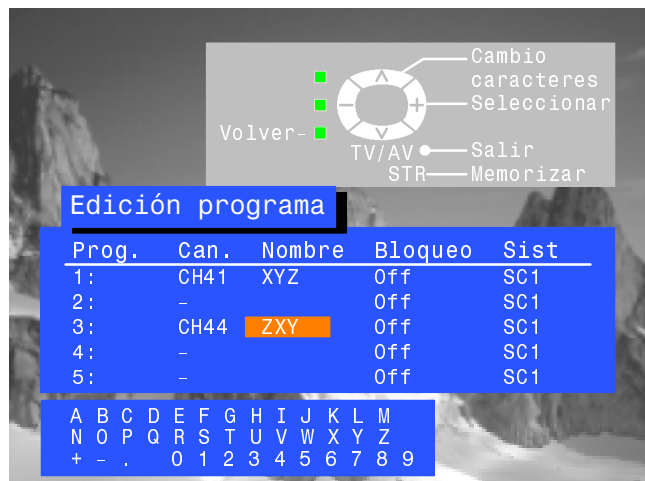 Cambio
caracteres
Seleccionar
Volver-
TV/AV Salir
STR Memorizar
Edición programa
Prog. Can. Nombre Bloqueo Sist
1: CH41 XYZ Off SC1
2: – Off SC1
3: CH44 ZXY Off SC1
4: – Off SC1
5: – Off SC1
A B C D E F G H I J K L M
N O P Q R S T U V W X Y Z
+ – . 0 1 2 3 4 5 6 7 8 9